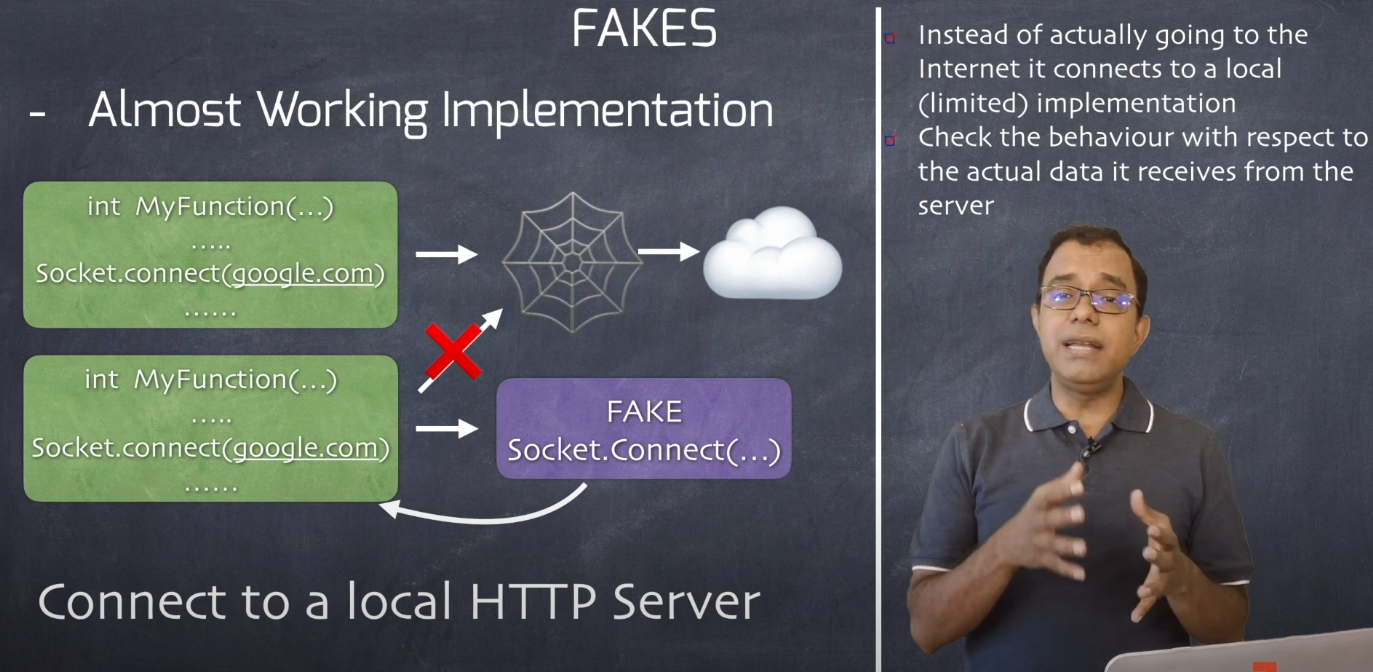 FAKES
- Almost Working Implementation
int MyFunction(...)
.....
Socket.connect(google.com)
......
int MyFunction(...)
.....
Socket.connect(google.com)
......
FAKE
Socket.Connect(...)
Connect to a local HTTP Server
Instead of actually going to the
Internet it connects to a local
(limited) implementation
Check the behaviour with respect to
the actual data it receives from the
server